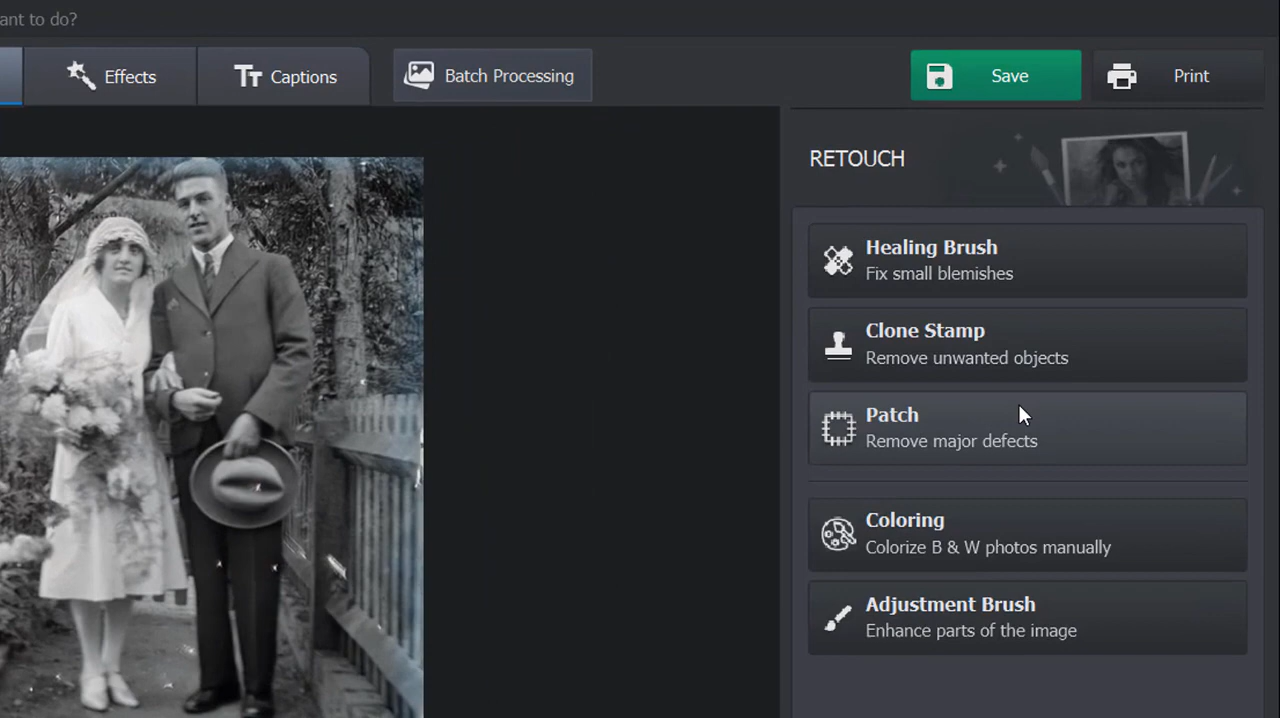 ant to do?
Effects
Captions
Batch Processing
Save
Print
RETOUCH
Healing Brush
Fix small blemishes
Clone Stamp
Remove unwanted objects
Patch
Remove major defects
Coloring
Colorize B & W photos manually
Adjustment Brush
Enhance parts of the image